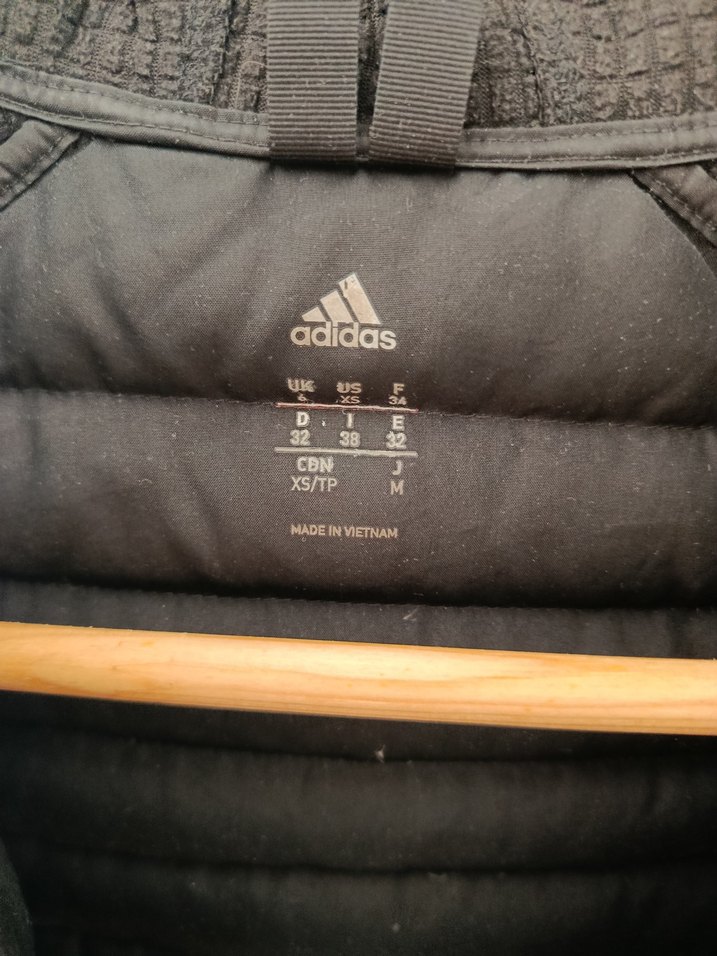 adidas
UK US F
6 XS 34
D I E
32 38 32
CDN J
XS/TP M
MADE IN VIETNAM